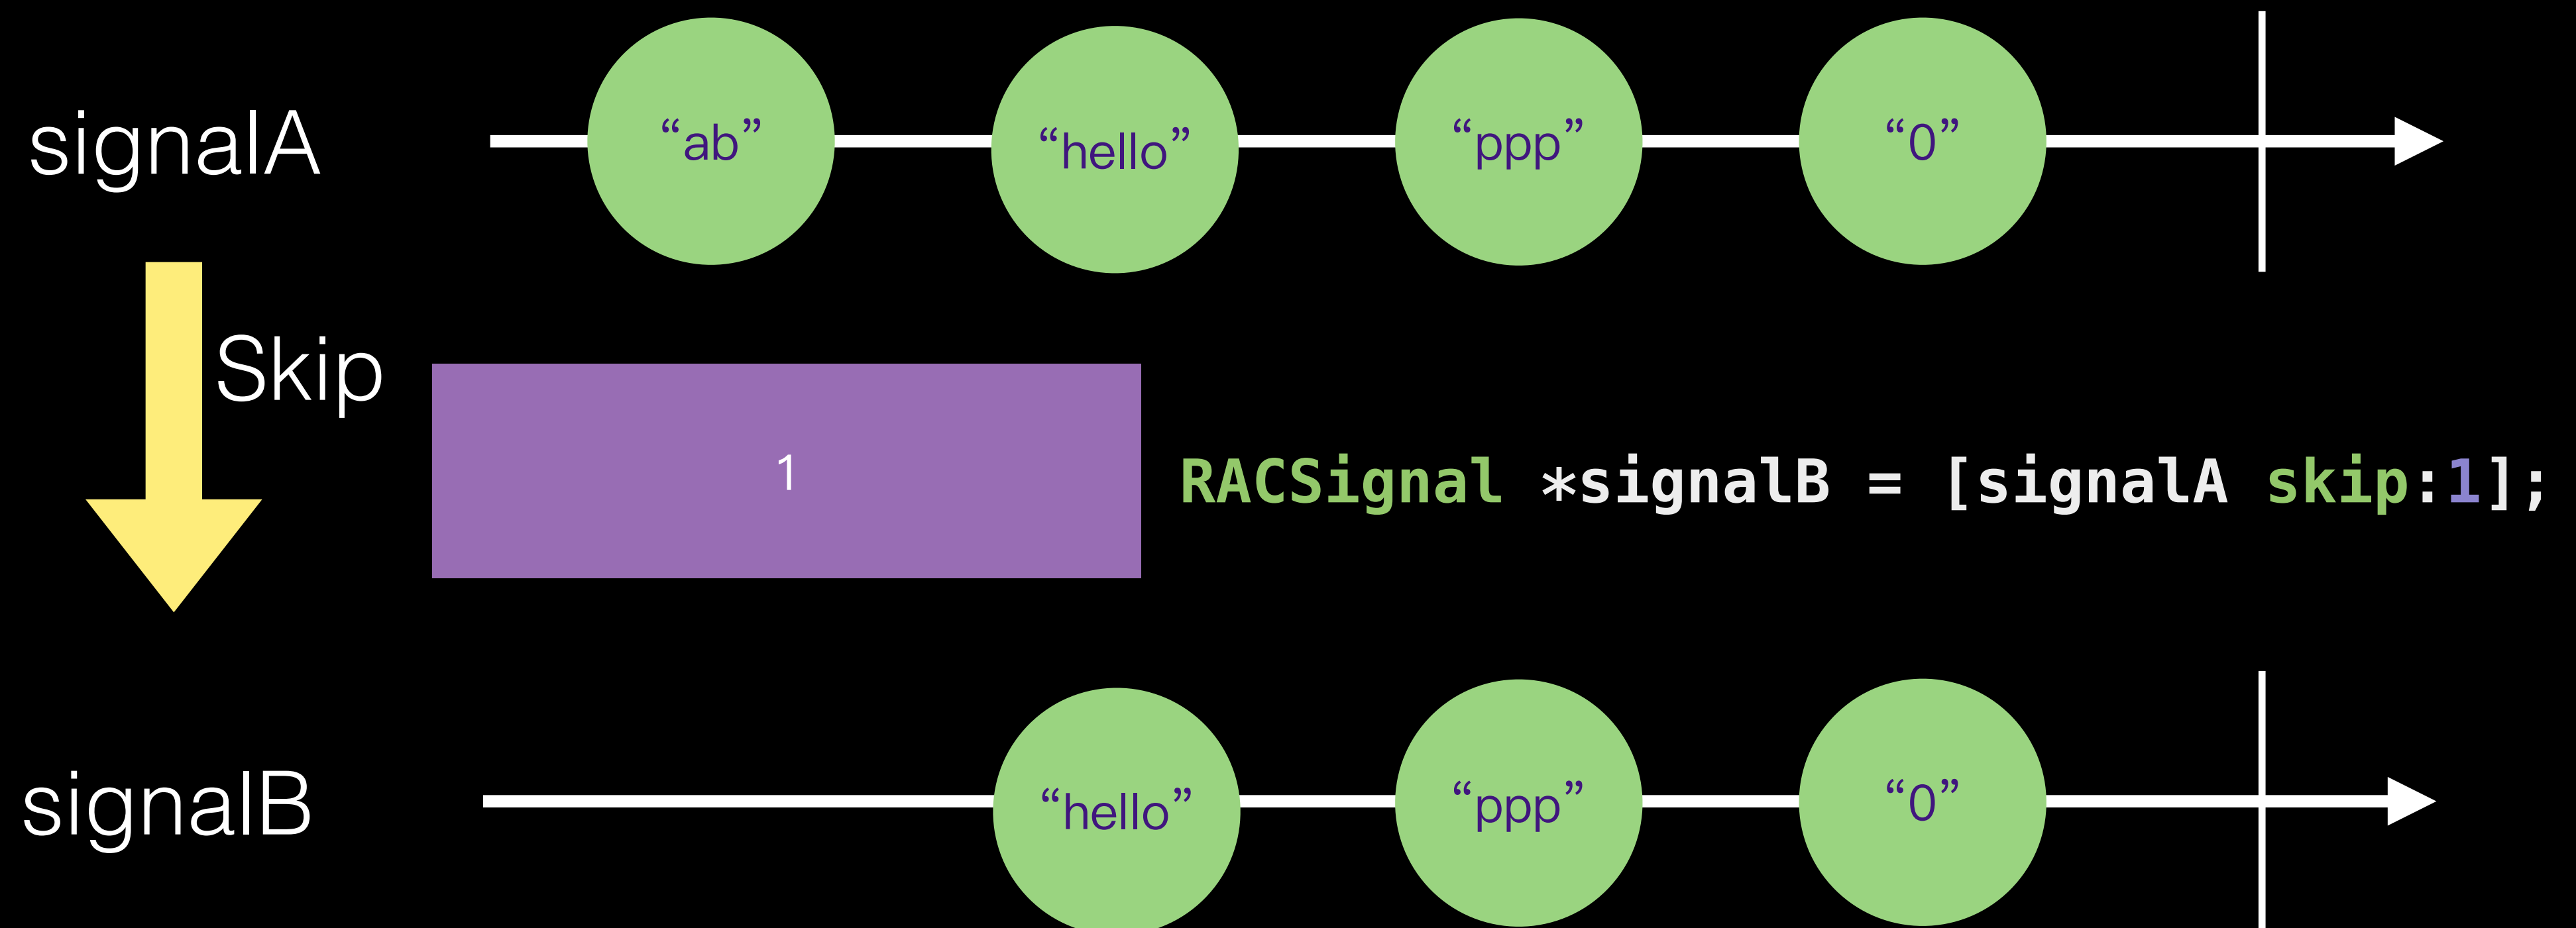 signalA
“ab” “hello” “ppp” “0”
Skip
1
RACSignal *signalB = [signalA skip:1];
signalB
“hello” “ppp” “0”